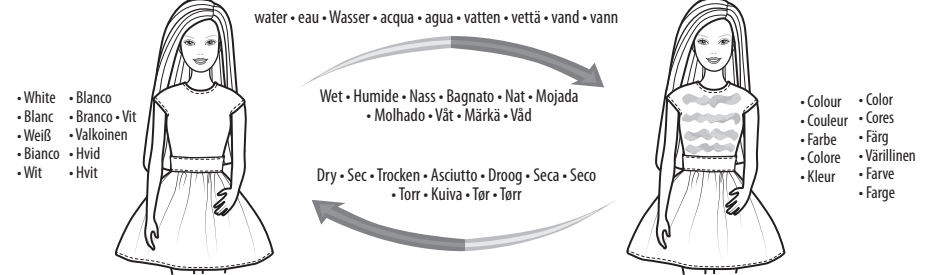 water • eau • Wasser • acqua • agua • vatten • vettä • vand • vann
• White
• Blanc
• Weiß
• Bianco
• Wit
• Blanco
• Branco • Vit
• Valkoinen
• Hvid
• Hvit
Wet • Humide • Nass • Bagnato • Nat • Mojada
• Molhado • Våt • Märkä • Våd
Dry • Sec • Trocken • Asciutto • Droog • Seca • Seco
• Torr • Kuiva • Tør • Tørr
• Colour
• Couleur
• Farbe
• Colore
• Kleur
• Color
• Cores
• Färg
• Värillinen
• Farve
• Farge